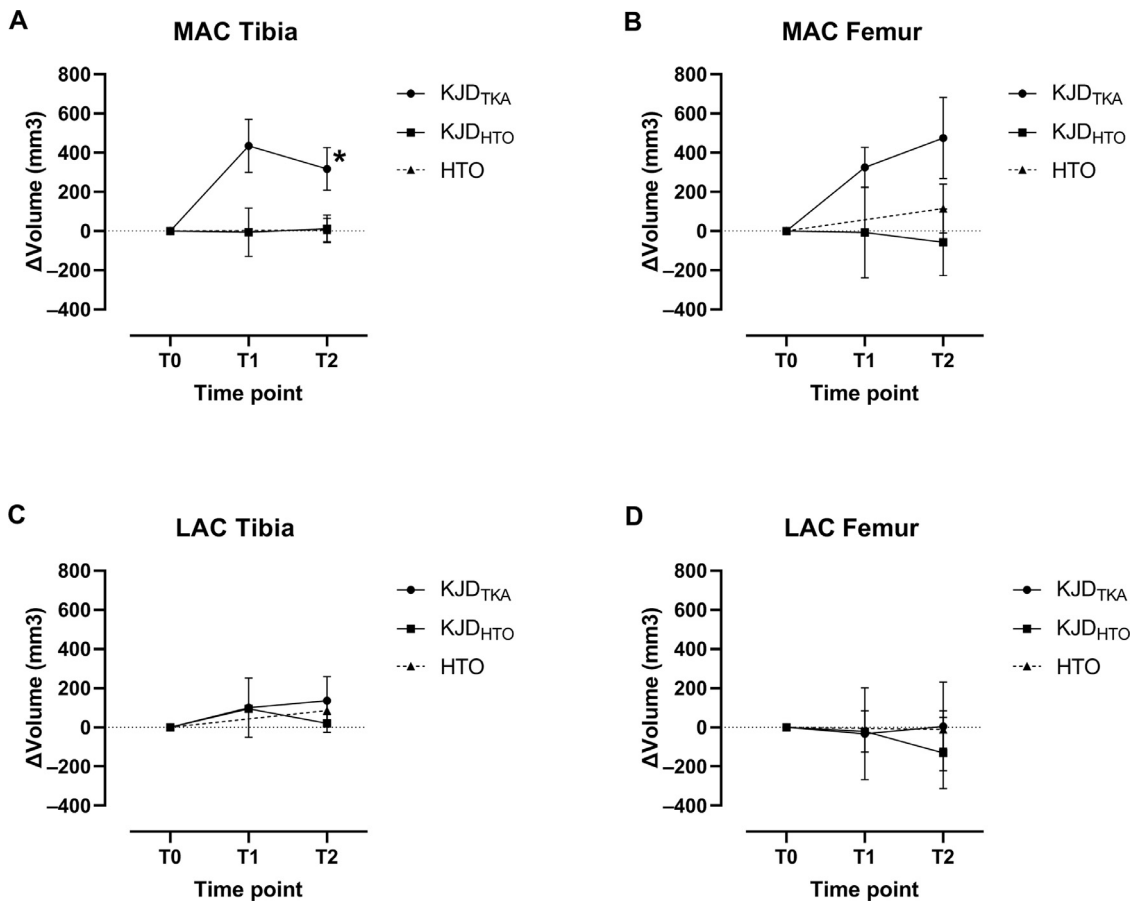 A
MAC Tibia
ΔVolume (mm3)
800
600
400
200
0
–200
–400
*
T0 T1 T2
Time point
KJDTKA
KJDHTO
HTO
B
MAC Femur
ΔVolume (mm3)
800
600
400
200
0
–200
–400
T0 T1 T2
Time point
KJDTKA
KJDHTO
HTO
C
LAC Tibia
ΔVolume (mm3)
800
600
400
200
0
–200
–400
T0 T1 T2
Time point
KJDTKA
KJDHTO
HTO
D
LAC Femur
ΔVolume (mm3)
800
600
400
200
0
–200
–400
T0 T1 T2
Time point
KJDTKA
KJDHTO
HTO